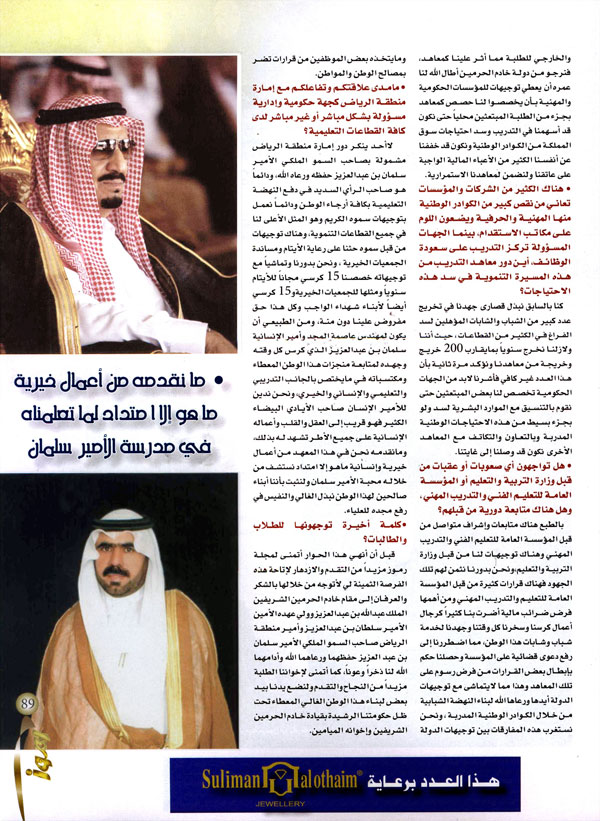 والخارجي للطلبة مما أثر علينا كمعاهد،
فنرجو من دولة خادم الحرمين أطال الله لنا
عمره أن يعطي توجيهات للمؤسسات الحكومية
والمهنية بأن يخصصوا لنا حصص كمعاهد
بجزء من الطلبة المبتعثين محلياً حتى نكون
قد أسهمنا في التدريب وسد احتياجات سوق
المملكة من الكوادر الوطنية ونكون قد خففنا
عن أنفسنا الكثير من الأعباء المالية الواجبة
على عاتقنا ولنضمن لمعاهدنا الاستمرارية.
• هناك الكثير من الشركات والمؤسسات
تعاني من نقص كبير من الكوادر الوطنية
منها المهنية والحرفية ويضعون اللوم
على مكاتب الاستقدام، بينما الجهات
المسؤولة تركز التدريب على سعودة
الوظائف، أين دور معاهد التدريب من
هذه المسيرة التنموية في سد هذه
الاحتياجات؟
كنا بالسابق نبذل قصارى جهدنا في تخريج
عدد كبير من الشباب والشابات المؤهلين لسد
الفراغ في الكثير من القطاعات، حيث أننا
ولازلنا نخرج سنوياً بمايقارب 200 خريج
وخريجة من معاهدنا ونؤكد مرة ثانية بأن
هذا العدد غير كافي فأشرنا لابد من الجهات
الحكومية تخصص لنا بعض المبتعثين حتى
نقوم بالتنسيق مع الموارد البشرية لسد ولو
بجزء بسيط من هذه الاحتياجات الوطنية
المدربة وبالتعاون والتكاتف مع المعاهد
الأخرى نكون قد وصلنا إلى غايتنا.
• هل تواجهون أي صعوبات أو عقبات من
قبل وزارة التربية والتعليم أو المؤسسة
العامة للتعليم الفني والتدريب المهني،
وهل هناك متابعة دورية من قبلهم؟
بالطبع هناك متابعات وإشراف متواصل من
قبل المؤسسة العامة للتعليم الفني والتدريب
المهني وهناك توجيهات لنا من قبل وزارة
التربية والتعليم،ونحن بدورنا نثمن لهم تلك
الجهود فهناك قرارات كثيرة من قبل المؤسسة
العامة للتعليم والتدريب المهني ومن أهمها
فرض ضرائب مالية أضرت بنا كثيراً كرجال
أعمال كرسنا وسخرنا كل وقتنا وجهدنا لخدمة
شباب وشابات هذا الوطن، مما اضطررنا إلى
رفع دعوى قضائية على المؤسسة وحصلنا حكم
بإبطال بعض القرارات من فرض رسوم على
تلك المعاهد وهذا مما لايتماشى مع توجيهات
الدولة أيدها ورعاها الله لبناء النهضة الشبابية
من خلال الكوادر الوطنية المدربة ، ونحن
نستغرب هذه المفارقات بين توجيهات الدولة
ومايتخذه بعض الموظفين من قرارات تضر
بمصالح الوطن والمواطن.
• مامدى علاقتكم وتفاعلكم مع إمارة
منطقة الرياض كجهة حكومية وإدارية
مسؤولة بشكل مباشر أو غير مباشر لدى
كافة القطاعات التعليمية؟
لاأحد ينكر دور إمارة منطقة الرياض
مشمولة بصاحب السمو الملكي الأمير
سلمان بن عبدالعزيز حفظه ورعاه الله، ودائماً
هو صاحب الرأي السديد في دفع النهضة
التعليمية بكافة أرجاء الوطن ودائماً نعمل
بتوجيهات سموه الكريم وهو المثل الأعلى لنا
في جميع القطاعات التنموية، وهناك توجيهات
من قبل سموه حثنا على رعاية الأيتام ومساندة
الجمعيات الخيرية ، ونحن بدورنا وتماشياً مع
توجيهاته خصصنا 15 كرسي مجاناً للأيتام
سنوياً ومثلها للجمعيات الخيرية و15 كرسي
أيضاً لأبناء شهداء الواجب وكل هذا حق
مفروض علينا دون منة، ومن الطبيعي أن
يكون لمهندس عاصمة المجد وأمير الإنسانية
سلمان بن عبدالعزيز الذي كرس كل وقته
وجهده لمتابعة منجزات هذا الوطن المعطاء
ومكتسباته في مايختص بالجانب التدريبي
والتعليمي والإنساني والخيري، ونحن ندين
للأمير الإنسان صاحب الأيادي البيضاء
الكثير فهو قريب إلى العقل والقلب وأعماله
الإنسانية على جميع الأطر تشهد له بذلك،
ومانقدمه نحن في هذا المعهد من أعمال
خيرية وإنسانية ماهو إلا امتداد نستشف من
خلاله محبة الأمير سلمان ولنثبت بأننا أبناء
صالحين لهذا الوطن نبذل الغالي والنفيس في
رفع مجده للعلياء.
• كلمة أخيرة توجهونها للطلاب
والطالبات؟
قبل أن أنهي هذا الحوار أتمنى لمجلة
رموز مزيداً من التقدم والازدهار لإتاحة هذه
الفرصة الثمينة لي لأتوجه من خلالها بالشكر
والعرفان إلى مقام خادم الحرمين الشريفين
الملك عبدالله بن عبدالعزيز وولي عهده الأمين
الأمير سلطان بن عبدالعزيز وأمير منطقة
الرياض صاحب السمو الملكي الأمير سلمان
بن عبدالعزيز حفظهما ورعاهما الله وأدامهما
الله لنا ذخراً وعوناً، كما أتمنى لإخواننا الطلبة
مزيداً من النجاح والتقدم ولنضع يدنا بيد
بعض لبناء هذا الوطن الغالي المعطاء تحت
ظل حكومتنا الرشيدة بقيادة خادم الحرمين
الشريفين وإخوانه الميامين.
• ما نقدمه من أعمال خيرية
ما هو إلا امتداد لما تعلمناه
في مدرسة الأمير سلمان
89
هذا العدد برعاية
Suliman alothaim®
JEWELLERY